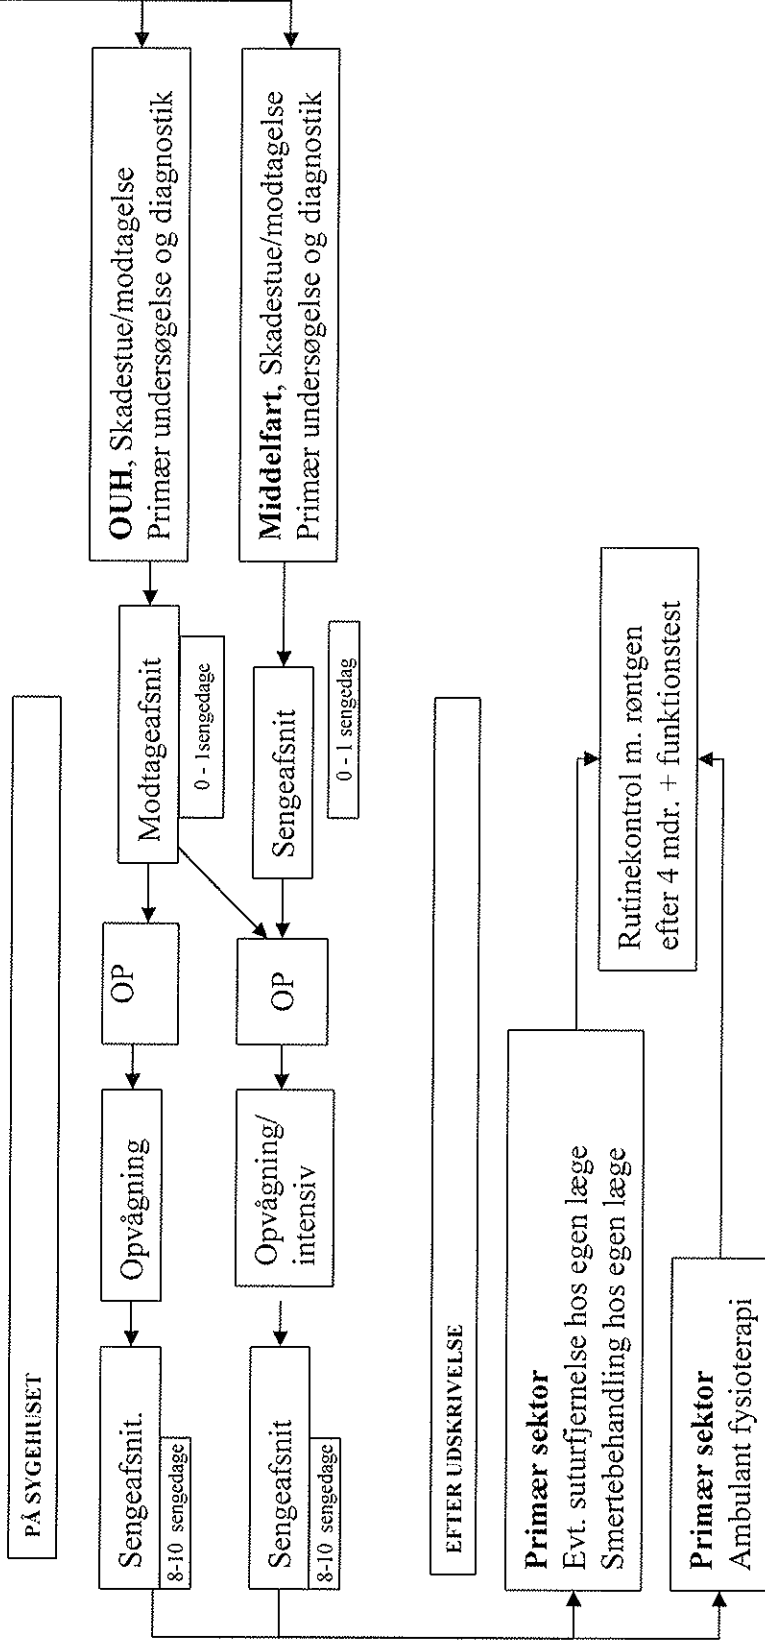 PÅ SYGEHUSET
OUH, Skadestue/modtagelse
Primær undersøgelse og diagnostik
Modtageafsnit
0 - 1sengedage
OP
Opvågning
Sengeafsnit.
8-10 sengedage
Middelfart, Skadestue/modtagelse
Primær undersøgelse og diagnostik
Sengeafsnit
0 - 1 sengedag
OP
Opvågning/
intensiv
Sengeafsnit
8-10 sengedage
EFTER UDSKRIVELSE
Primær sektor
Evt. suturfjernelse hos egen læge
Smertebehandling hos egen læge
Primær sektor
Ambulant fysioterapi
Rutinekontrol m. røntgen
efter 4 mdr. + funktionstest